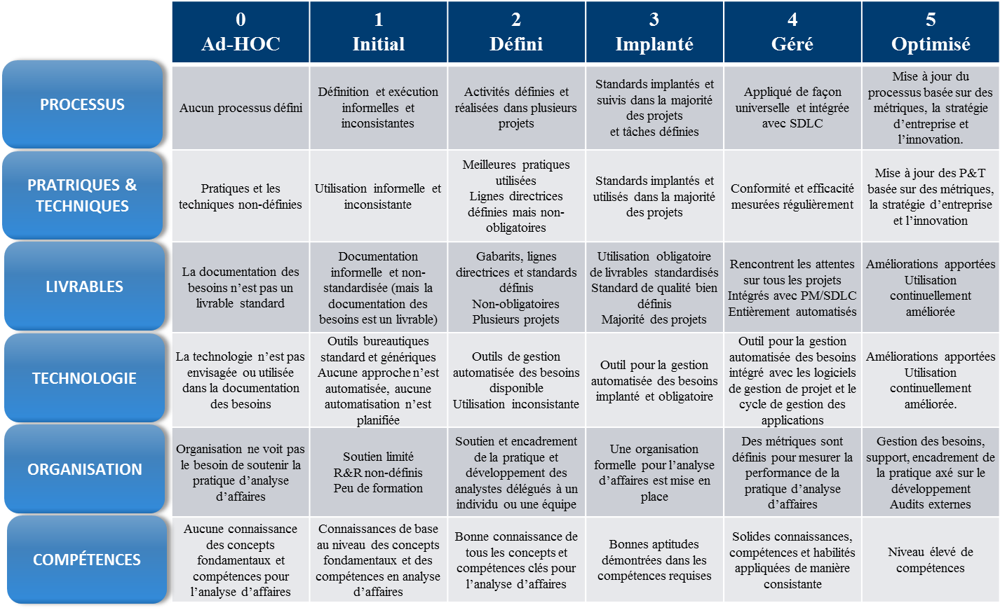 0
Ad-HOC
1
Initial
2
Défini
3
Implanté
4
Géré
5
Optimisé
PROCESSUS
Aucun processus défini
Définition et exécution
informelles et
inconsistantes
Activités définies et
réalisées dans plusieurs
projets
Standards implantés et
suivis dans la majorité
des projets
et tâches définies
Appliqué de façon
universelle et intégrée
avec SDLC
Mise à jour du
processus basée sur des
métriques, la stratégie
d’entreprise et
l’innovation.
PRATRIQUES &
TECHNIQUES
Pratiques et les
techniques non-définies
Utilisation informelle et
inconsistante
Meilleures pratiques
utilisées
Lignes directrices
définies mais non-
obligatoires
Standards implantés et
utilisés dans la majorité
des projets
Conformité et efficacité
mesurées régulièrement
Mise à jour des P&T
basée sur des métriques,
la stratégie d’entreprise
et l’innovation
LIVRABLES
La documentation des
besoins n’est pas un
livrable standard
Documentation
informelle et non-
standardisée (mais la
documentation des
besoins est un livrable)
Gabarits, lignes
directrices et standards
définis
Non-obligatoires
Plusieurs projets
Utilisation obligatoire
de livrables standardisés
Standard de qualité bien
définis
Majorité des projets
Rencontrent les attentes
sur tous les projets
Intégrés avec PM/SDLC
Entièrement automatisés
Améliorations apportées
Utilisation
continuellement
améliorée
TECHNOLOGIE
La technologie n’est pas
envisagée ou utilisée
dans la documentation
des besoins
Outils bureautiques
standard et génériques
Aucune approche n’est
automatisée, aucune
automatisation n’est
planifiée
Outils de gestion
automatisée des besoins
disponible
Utilisation inconsistante
Outil pour la gestion
automatisée des besoins
implanté et obligatoire
Outil pour la gestion
automatisée des besoins
intégré avec les logiciels
de gestion de projet et le
cycle de gestion des
applications
Améliorations apportées
Utilisation
continuellement
améliorée.
ORGANISATION
Organisation ne voit pas
le besoin de soutenir la
pratique d’analyse
d’affaires
Soutien limité
R&R non-définis
Peu de formation
Soutien et encadrement
de la pratique et
développement des
analystes délégués à un
individu ou une équipe
Une organisation
formelle pour l’analyse
d’affaires est mise en
place
Des métriques sont
définis pour mesurer la
performance de la
pratique d’analyse
d’affaires
Gestion des besoins,
support, encadrement de
la pratique axé sur le
développement
Audits externes
COMPÉTENCES
Aucune connaissance
des concepts
fondamentaux et
compétences pour
l’analyse d’affaires
Connaissances de base
au niveau des concepts
fondamentaux et des
compétences en analyse
d’affaires
Bonne connaissance de
tous les concepts et
compétences clés pour
l’analyse d’affaires
Bonnes aptitudes
démontrées dans les
compétences requises
Solides connaissances,
compétences et habilités
appliquées de manière
consistante
Niveau élevé de
compétences